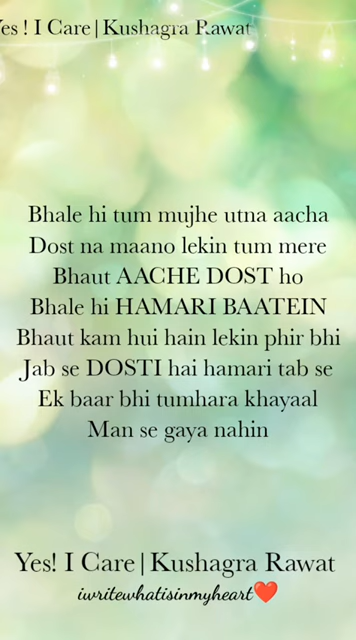 es ! I Care|Kushagra Rawat
Bhale hi tum mujhe utna aacha
Dost na maano lekin tum mere
Bhaut AACHE DOST ho
Bhale hi HAMARI BAATEIN
Bhaut kam hui hain lekin phir bhi
Jab se DOSTI hai hamari tab se
Ek baar bhi tumhara khayaal
Man se gaya nahin
Yes! I Care|Kushagra Rawat
iwritewhatisinmyheart❤️